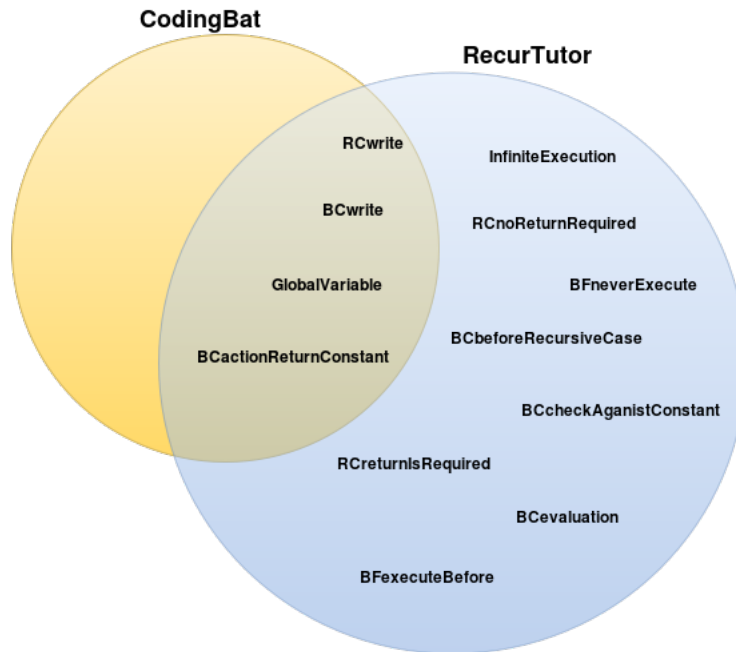 CodingBat
RecurTutor
RCwrite
InfiniteExecution
BCwrite
RCnoReturnRequired
GlobalVariable
BFneverExecute
BCbeforeRecursiveCase
BCactionReturnConstant
BCcheckAganistConstant
RCreturnIsRequired
BCevaluation
BFexecuteBefore